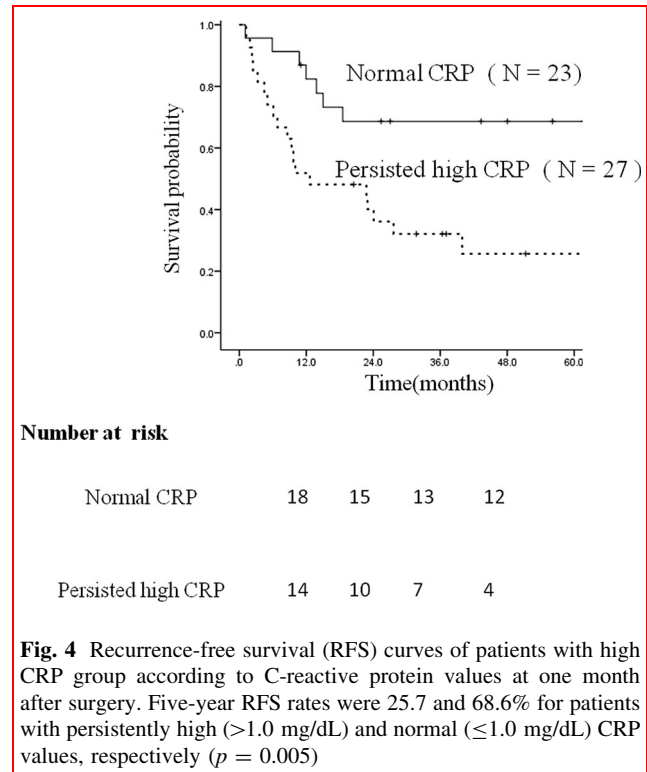 1.0
0.8
0.6
0.4
0.2
0.0
Survival probability
Normal CRP ( N = 23)
Persisted high CRP ( N = 27 )
.0 12.0 24.0 36.0 48.0 60.0
Time(months)
Number at risk
Normal CRP 18 15 13 12
Persisted high CRP 14 10 7 4
Fig. 4 Recurrence-free survival (RFS) curves of patients with high
CRP group according to C-reactive protein values at one month
after surgery. Five-year RFS rates were 25.7 and 68.6% for patients
with persistently high (>1.0 mg/dL) and normal (≤1.0 mg/dL) CRP
values, respectively (p = 0.005)